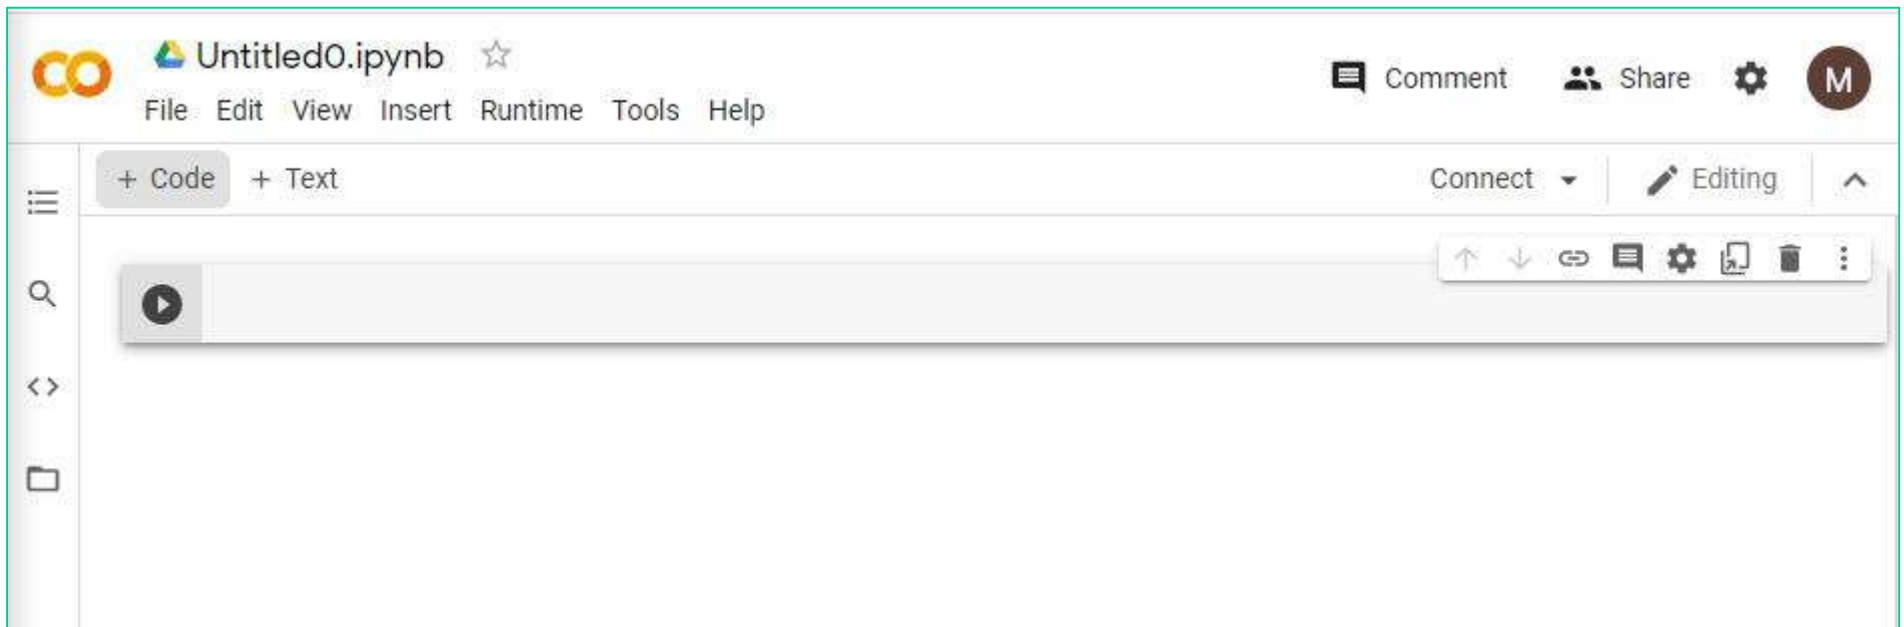 CO Untitled0.ipynb
Comment Share M
File Edit View Insert Runtime Tools Help
+ Code + Text Connect Editing